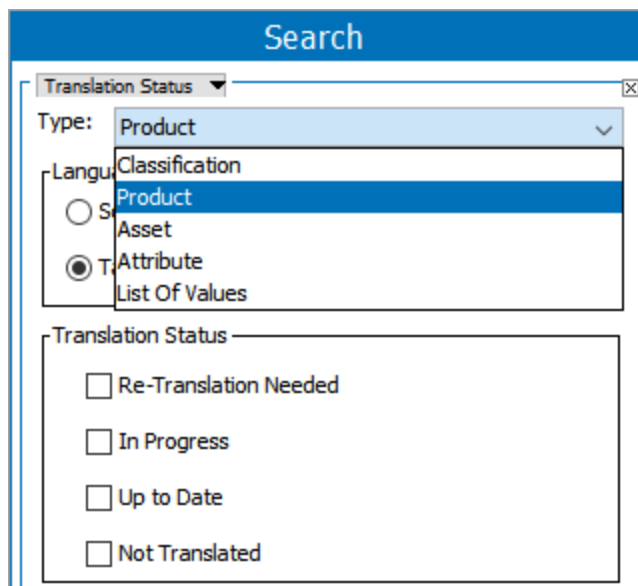 Search
Translation Status
Type: Product
Classification
Product
Asset
Attribute
List Of Values
Translation Status
Re-Translation Needed
In Progress
Up to Date
Not Translated